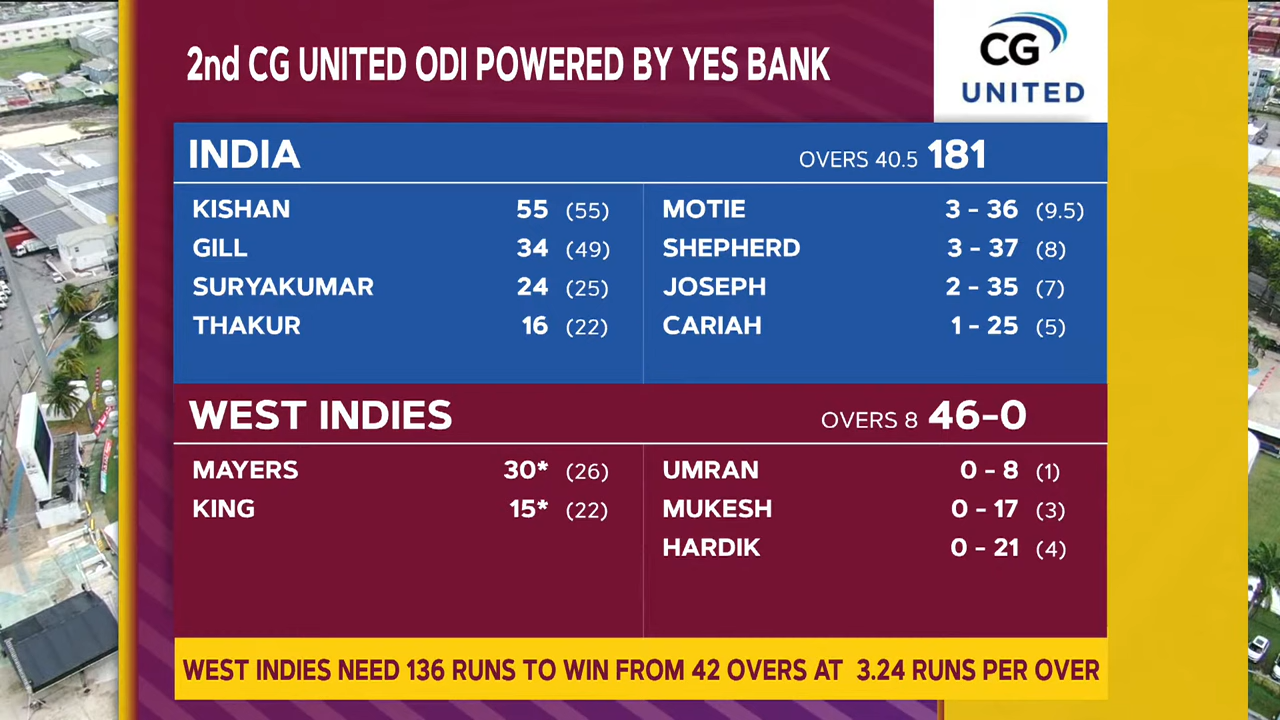 2nd CG UNITED ODI POWERED BY YES BANK
CG
UNITED
INDIA OVERS 40.5 181
KISHAN 55 (55) MOTIE 3 - 36 (9.5)
GILL 34 (49) SHEPHERD 3 - 37 (8)
SURYAKUMAR 24 (25) JOSEPH 2 - 35 (7)
THAKUR 16 (22) CARIAH 1 - 25 (5)
WEST INDIES OVERS 8 46-0
MAYERS 30* (26) UMRAN 0 - 8 (1)
KING 15* (22) MUKESH 0 - 17 (3)
HARDIK 0 - 21 (4)
WEST INDIES NEED 136 RUNS TO WIN FROM 42 OVERS AT 3.24 RUNS PER OVER